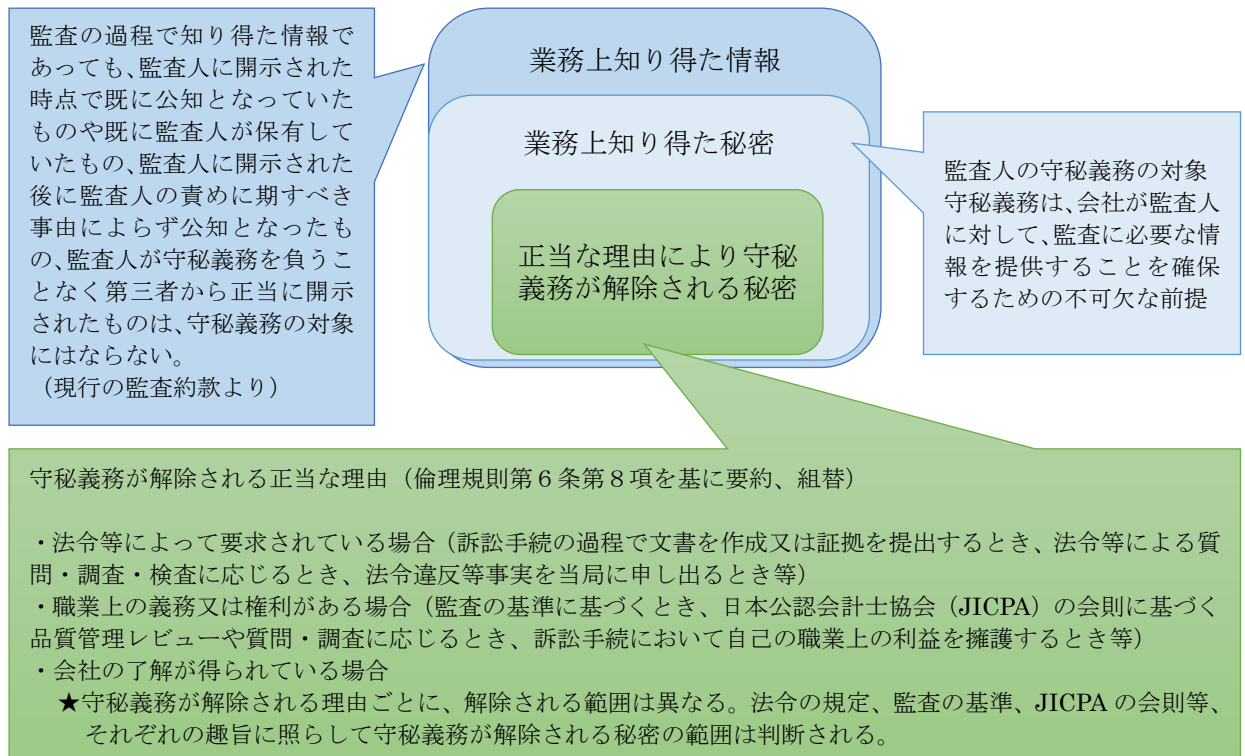 監査の過程で知り得た情報で
あっても、監査人に開示された
時点で既に公知となっていた
ものや既に監査人が保有して
いたもの、監査人に開示された
後に監査人の責めに期すべき
事由によらず公知となったも
の、監査人が守秘義務を負うこ
となく第三者から正当に開示
されたものは、守秘義務の対象
にはならない。
（現行の監査約款より）
業務上知り得た情報
業務上知り得た秘密
正当な理由により守秘
義務が解除される秘密
監査人の守秘義務の対象
守秘義務は、会社が監査人
に対して、監査に必要な情
報を提供することを確保
するための不可欠な前提
守秘義務が解除される正当な理由（倫理規則第６条第８項を基に要約、組替）
・法令等によって要求されている場合（訴訟手続の過程で文書を作成又は証拠を提出するとき、法令等による質
問・調査・検査に応じるとき、法令違反等事実を当局に申し出るとき等）
・職業上の義務又は権利がある場合（監査の基準に基づくとき、日本公認会計士協会（JICPA）の会則に基づく
品質管理レビューや質問・調査に応じるとき、訴訟手続において自己の職業上の利益を擁護するとき等）
・会社の了解が得られている場合
★守秘義務が解除される理由ごとに、解除される範囲は異なる。法令の規定、監査の基準、JICPA の会則等、
それぞれの趣旨に照らして守秘義務が解除される秘密の範囲は判断される。